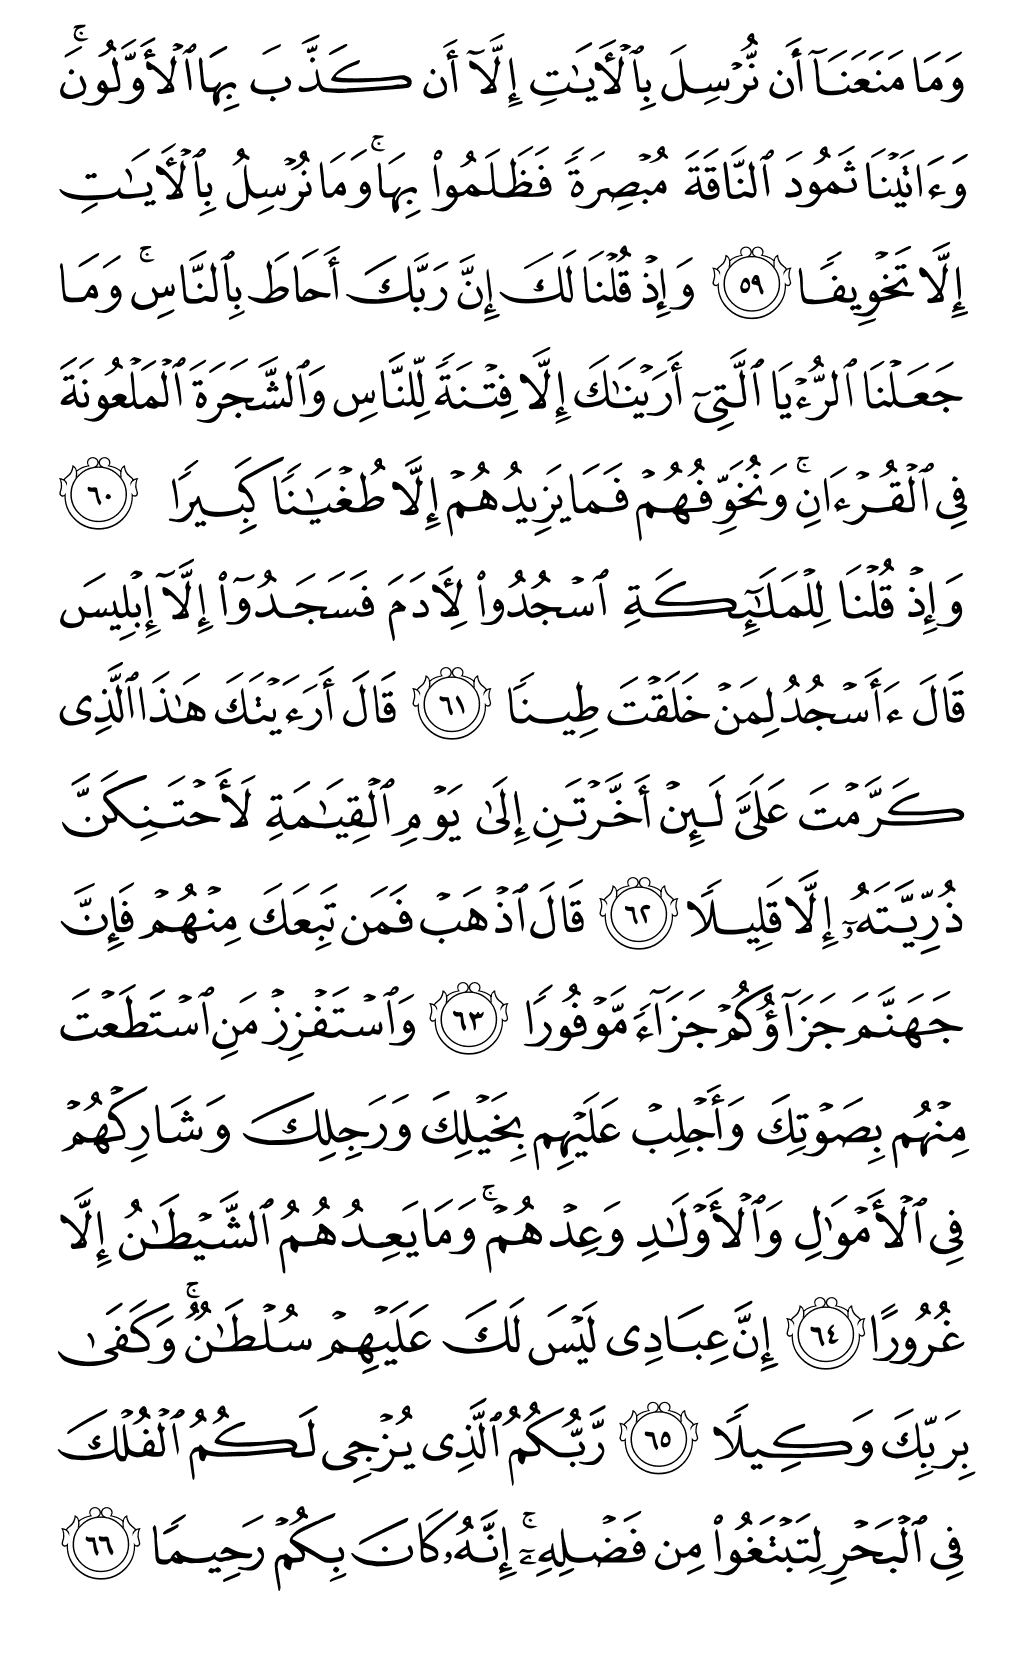 وَمَا مَنَعَنَآ أَن نُّرۡسِلَ بِٱلۡأٓيَٰتِ إِلَّآ أَن كَذَّبَ بِهَا ٱلۡأَوَّلُونَۚ
وَءَاتَيۡنَا ثَمُودَ ٱلنَّاقَةَ مُبۡصِرَةٗ فَظَلَمُواْ بِهَاۚ وَمَا نُرۡسِلُ بِٱلۡأٓيَٰتِ
إِلَّا تَخۡوِيفٗا ٥٩ وَإِذۡ قُلۡنَا لَكَ إِنَّ رَبَّكَ أَحَاطَ بِٱلنَّاسِۚ وَمَا
جَعَلۡنَا ٱلرُّءۡيَا ٱلَّتِيٓ أَرَيۡنَٰكَ إِلَّا فِتۡنَةٗ لِّلنَّاسِ وَٱلشَّجَرَةَ ٱلۡمَلۡعُونَةَ
فِي ٱلۡقُرۡءَانِۚ وَنُخَوِّفُهُمۡ فَمَا يَزِيدُهُمۡ إِلَّا طُغۡيَٰنٗا كَبِيرٗا ٦٠
وَإِذۡ قُلۡنَا لِلۡمَلَٰٓئِكَةِ ٱسۡجُدُواْ لِأٓدَمَ فَسَجَدُوٓاْ إِلَّآ إِبۡلِيسَ
قَالَ ءَأَسۡجُدُ لِمَنۡ خَلَقۡتَ طِينٗا ٦١ قَالَ أَرَءَيۡتَكَ هَٰذَا ٱلَّذِي
كَرَّمۡتَ عَلَيَّ لَئِنۡ أَخَّرۡتَنِ إِلَىٰ يَوۡمِ ٱلۡقِيَٰمَةِ لَأَحۡتَنِكَنَّ
ذُرِّيَّتَهُۥٓ إِلَّا قَلِيلٗا ٦٢ قَالَ ٱذۡهَبۡ فَمَن تَبِعَكَ مِنۡهُمۡ فَإِنَّ
جَهَنَّمَ جَزَآؤُكُمۡ جَزَآءٗ مَّوۡفُورٗا ٦٣ وَٱسۡتَفۡزِزۡ مَنِ ٱسۡتَطَعۡتَ
مِنۡهُم بِصَوۡتِكَ وَأَجۡلِبۡ عَلَيۡهِم بِخَيۡلِكَ وَرَجِلِكَ وَشَارِكۡهُمۡ
فِي ٱلۡأَمۡوَٰلِ وَٱلۡأَوۡلَٰدِ وَعِدۡهُمۡۚ وَمَا يَعِدُهُمُ ٱلشَّيۡطَٰنُ إِلَّا
غُرُورًا ٦٤ إِنَّ عِبَادِي لَيۡسَ لَكَ عَلَيۡهِمۡ سُلۡطَٰنٞۚ وَكَفَىٰ
بِرَبِّكَ وَكِيلٗا ٦٥ رَّبُّكُمُ ٱلَّذِي يُزۡجِي لَكُمُ ٱلۡفُلۡكَ
فِي ٱلۡبَحۡرِ لِتَبۡتَغُواْ مِن فَضۡلِهِۦٓۚ إِنَّهُۥ كَانَ بِكُمۡ رَحِيمٗا ٦٦